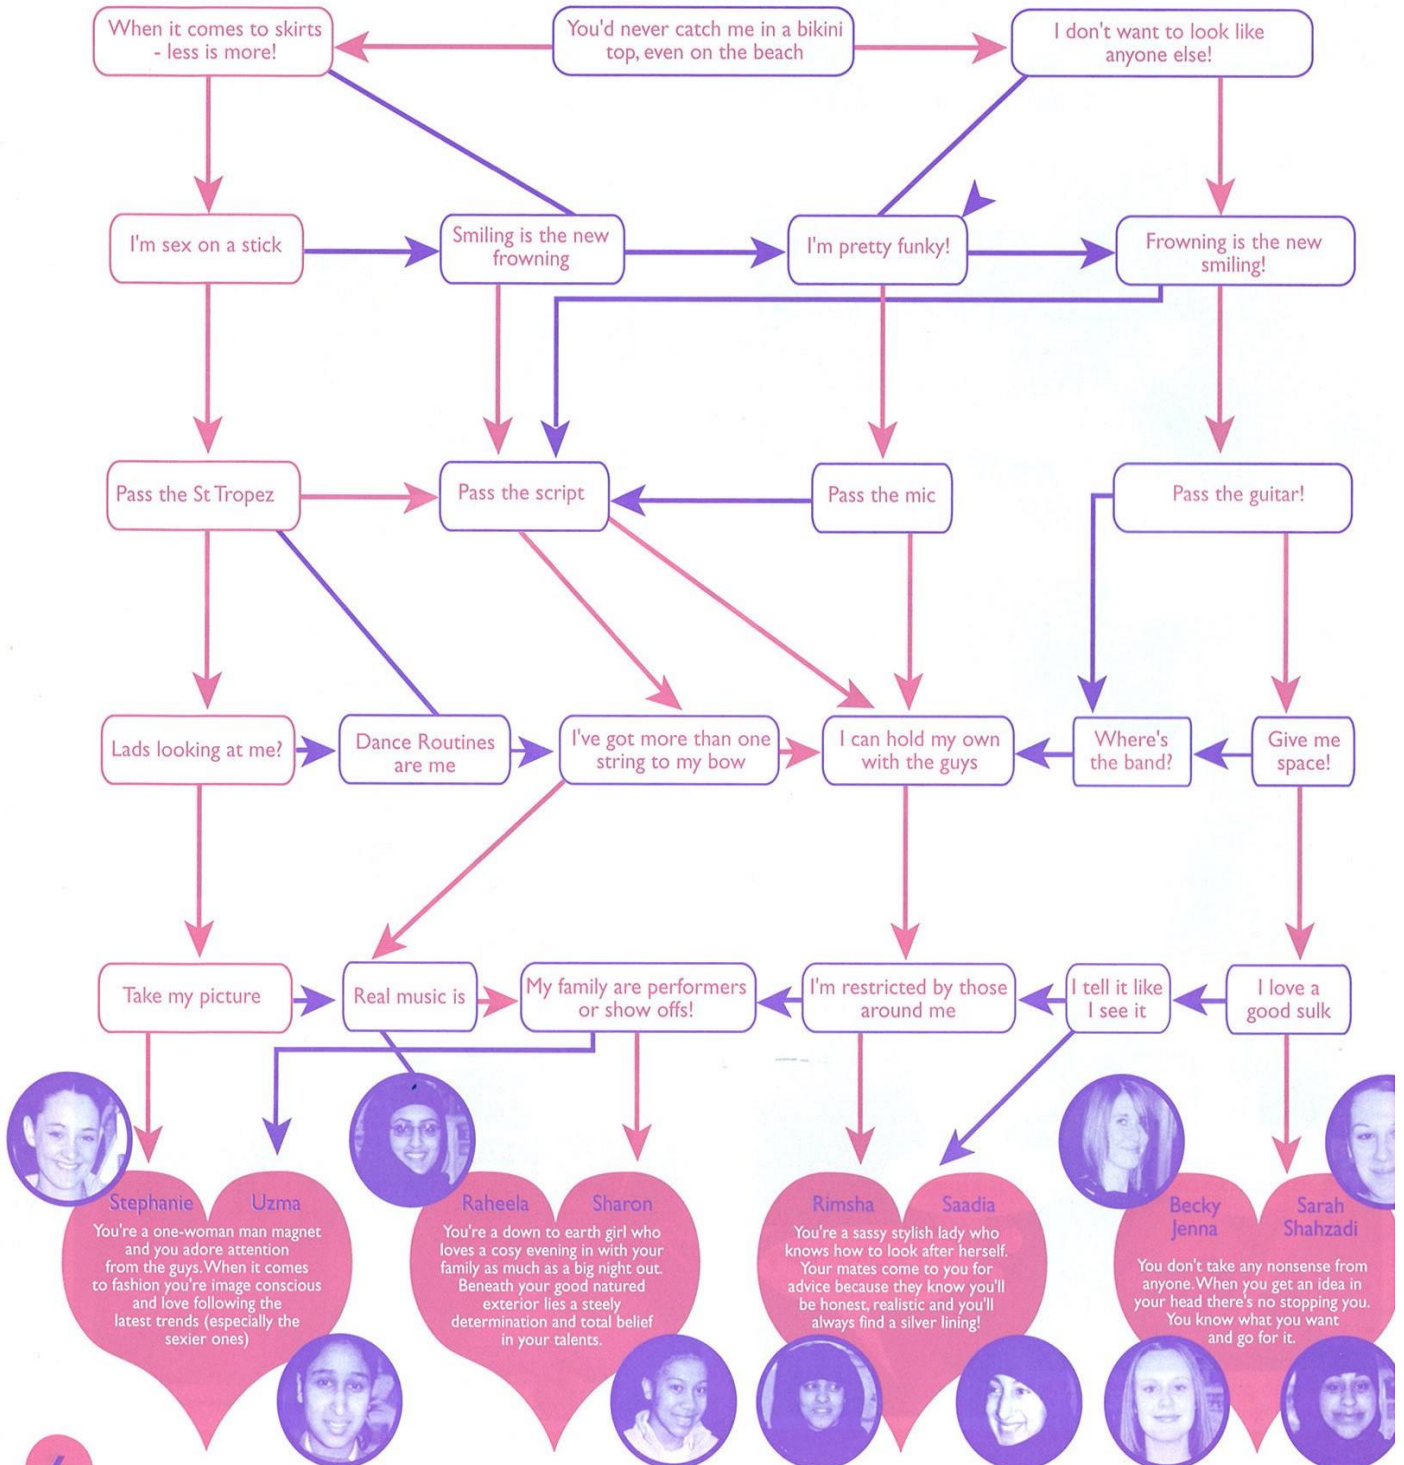 When it comes to skirts
- less is more!
You'd never catch me in a bikini
top, even on the beach
I don't want to look like
anyone else!
I'm sex on a stick
Smiling is the new
frowning
I'm pretty funky!
Frowning is the new
smiling!
Pass the St Tropez
Pass the script
Pass the mic
Pass the guitar!
Lads looking at me?
Dance Routines
are me
I've got more than one
string to my bow
I can hold my own
with the guys
Where's
the band?
Give me
space!
Take my picture
Real music is
My family are performers
or show offs!
I'm restricted by those
around me
I tell it like
I see it
I love a
good sulk
Stephanie
Uzma
You're a one-woman man magnet
and you adore attention
from the guys. When it comes
to fashion you're image conscious
and love following the
latest trends (especially the
sexier ones)
Raheela
Sharon
You're a down to earth girl who
loves a cosy evening in with your
family as much as a big night out.
Beneath your good natured
exterior lies a steely
determination and total belief
in your talents.
Rimsha
Saadia
You're a sassy stylish lady who
knows how to look after herself.
Your mates come to you for
advice because they know you'll
be honest, realistic and you'll
always find a silver lining!
Becky
Jenna
Sarah
Shahzadi
You don't take any nonsense from
anyone. When you get an idea in
your head there's no stopping you.
You know what you want
and go for it.